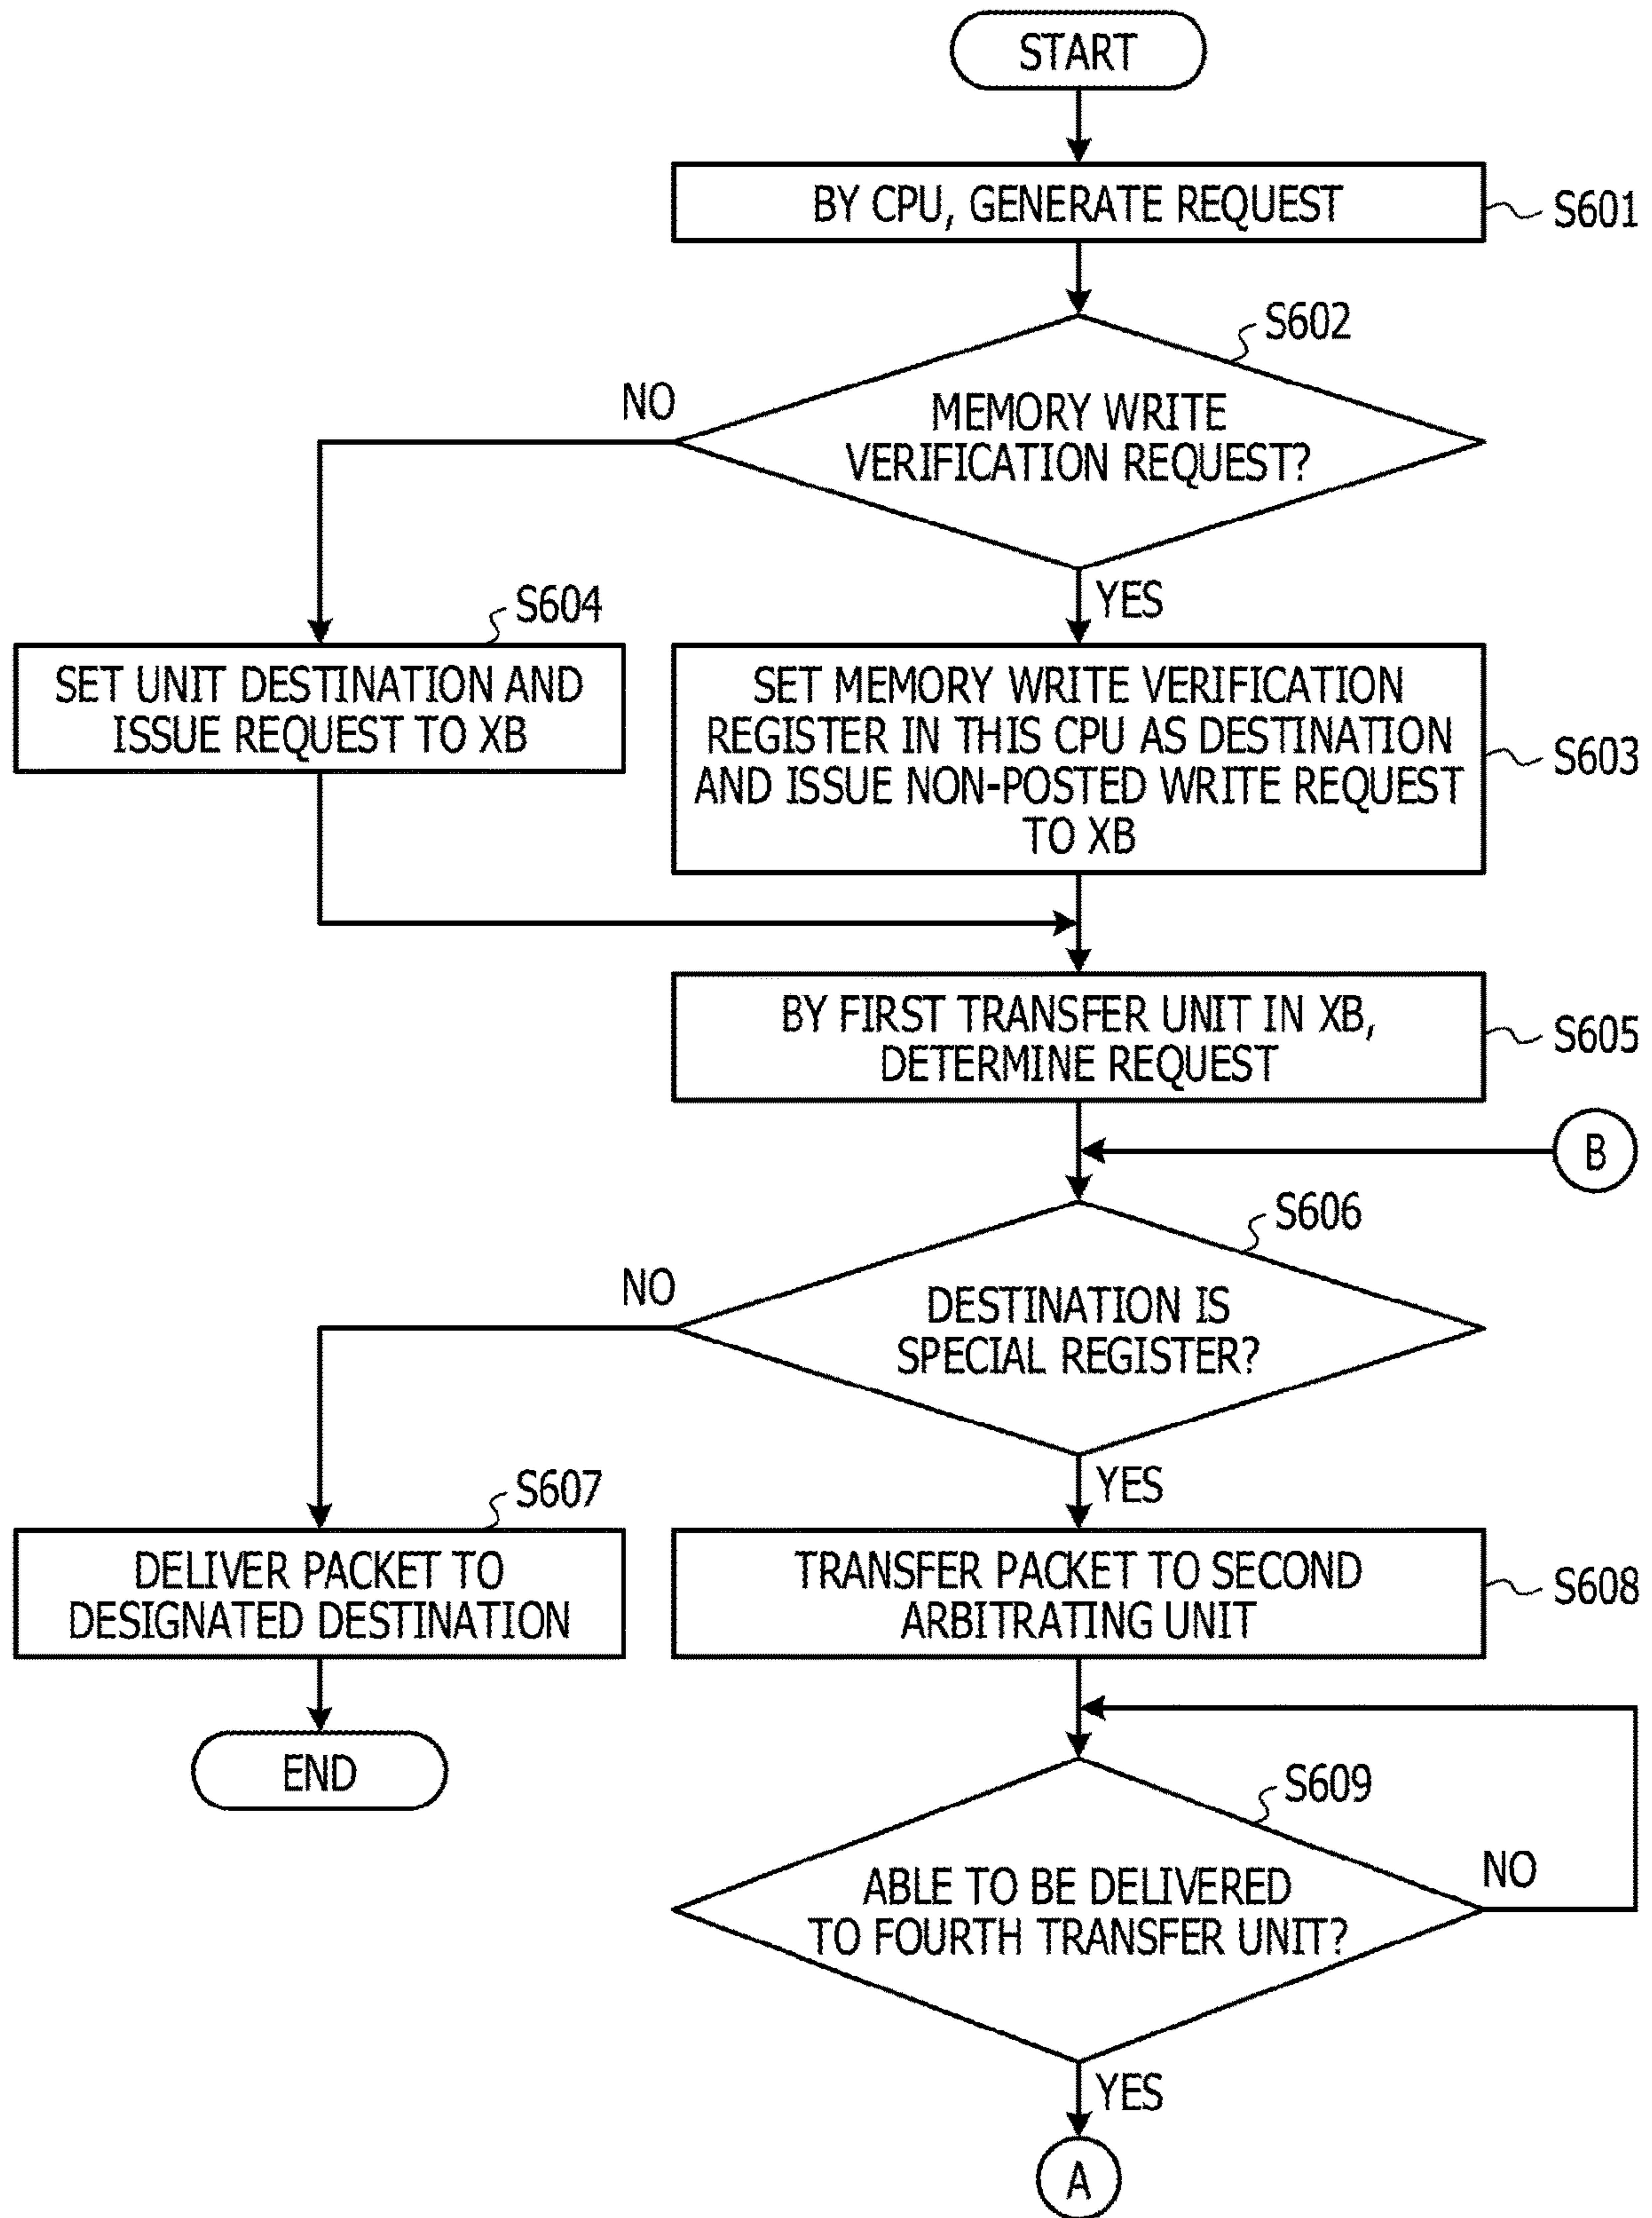 START
BY CPU, GENERATE REQUEST
S601
S602
NO
MEMORY WRITE
VERIFICATION REQUEST?
YES
S604
SET UNIT DESTINATION AND
ISSUE REQUEST TO XB
SET MEMORY WRITE VERIFICATION
REGISTER IN THIS CPU AS DESTINATION
AND ISSUE NON-POSTED WRITE REQUEST
TO XB
S603
BY FIRST TRANSFER UNIT IN XB,
DETERMINE REQUEST
S605
B
S606
NO
DESTINATION IS
SPECIAL REGISTER?
YES
S607
DELIVER PACKET TO
DESIGNATED DESTINATION
TRANSFER PACKET TO SECOND
ARBITRATING UNIT
S608
END
S609
ABLE TO BE DELIVERED
TO FOURTH TRANSFER UNIT?
NO
YES
A